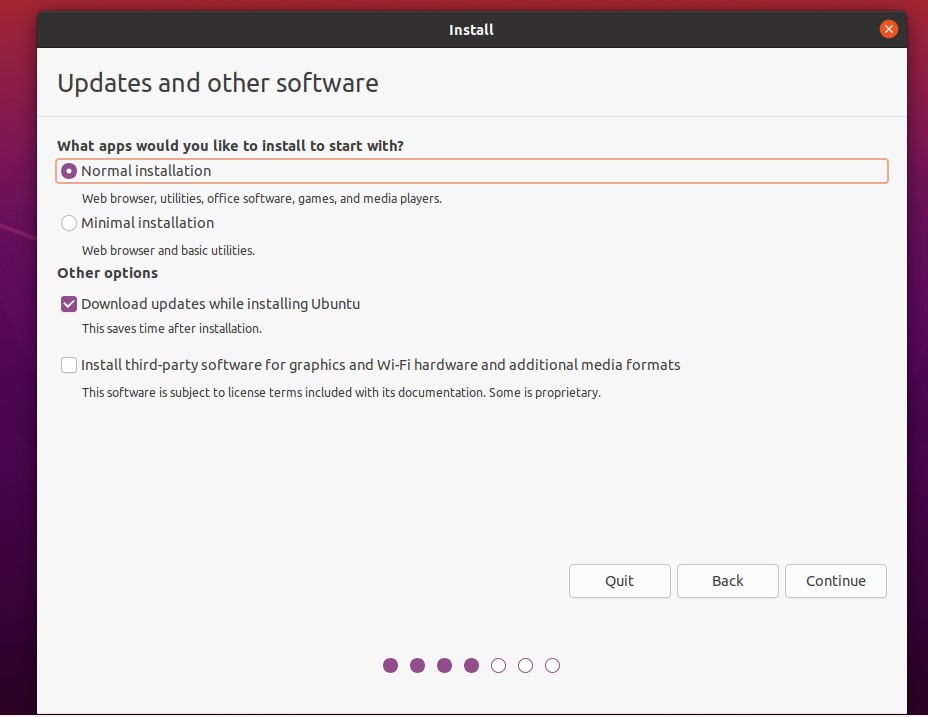 Install
Updates and other software
What apps would you like to install to start with?
Normal installation
Web browser, utilities, office software, games, and media players.
Minimal installation
Web browser and basic utilities.
Other options
Download updates while installing Ubuntu
This saves time after installation.
Install third-party software for graphics and Wi-Fi hardware and additional media formats
This software is subject to license terms included with its documentation. Some is proprietary.
Quit
Back
Continue